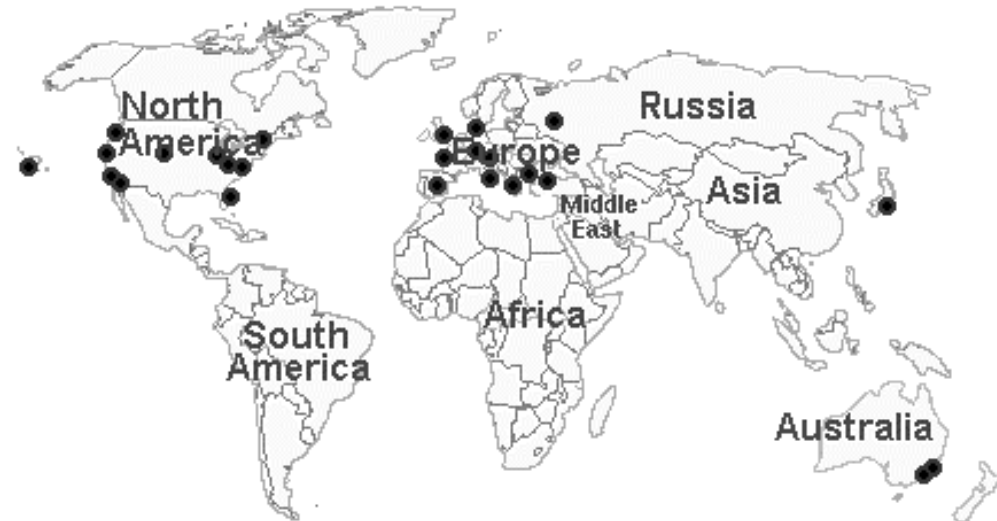 North
America
Russia
Europe
Asia
Middle
East
Africa
South
America
Australia